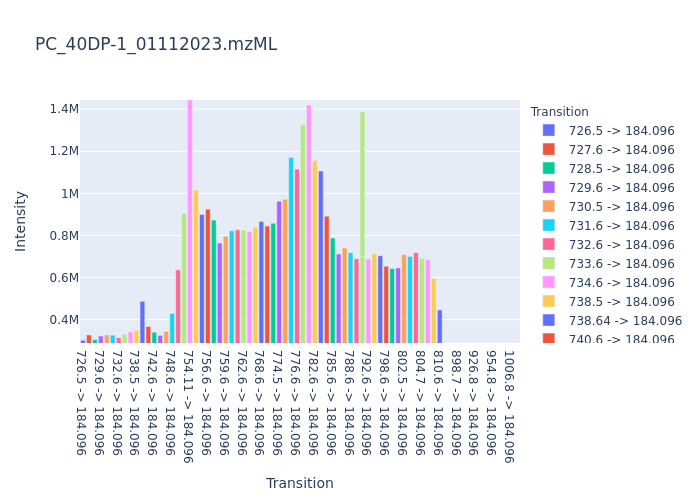 PC_40DP-1_01112023.mzML
Intensity
1.4M
1.2M
1M
0.8M
0.6M
0.4M
726.5 -> 184.096
729.6 -> 184.096
732.6 -> 184.096
738.5 -> 184.096
742.6 -> 184.096
748.6 -> 184.096
754.11 -> 184.096
756.6 -> 184.096
759.6 -> 184.096
762.6 -> 184.096
768.6 -> 184.096
774.5 -> 184.096
776.6 -> 184.096
782.6 -> 184.096
785.6 -> 184.096
788.6 -> 184.096
792.6 -> 184.096
798.6 -> 184.096
802.5 -> 184.096
804.7 -> 184.096
810.6 -> 184.096
898.7 -> 184.096
926.8 -> 184.096
954.8 -> 184.096
1006.8 -> 184.096
Transition
Transition
726.5 -> 184.096
727.6 -> 184.096
728.5 -> 184.096
729.6 -> 184.096
730.5 -> 184.096
731.6 -> 184.096
732.6 -> 184.096
733.6 -> 184.096
734.6 -> 184.096
738.5 -> 184.096
738.64 -> 184.096
740.6 -> 184.096